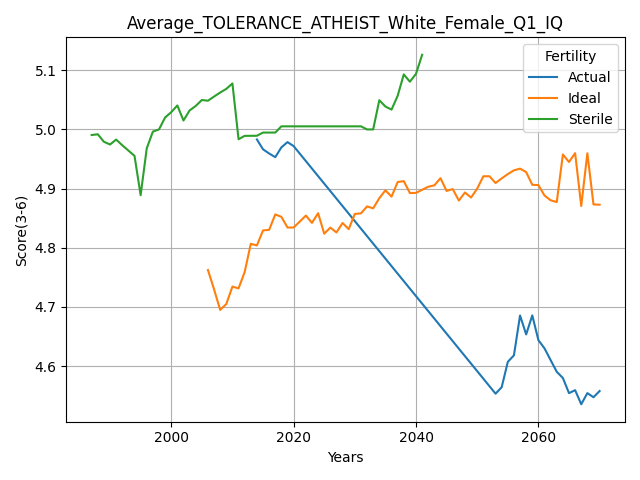 Average_TOLERANCE_ATHEIST_White_Female_Q1_IQ
Fertility
Actual
Ideal
Sterile
Score(3-6)
5.1
5.0
4.9
4.8
4.7
4.6
2000 2020 2040 2060
Years